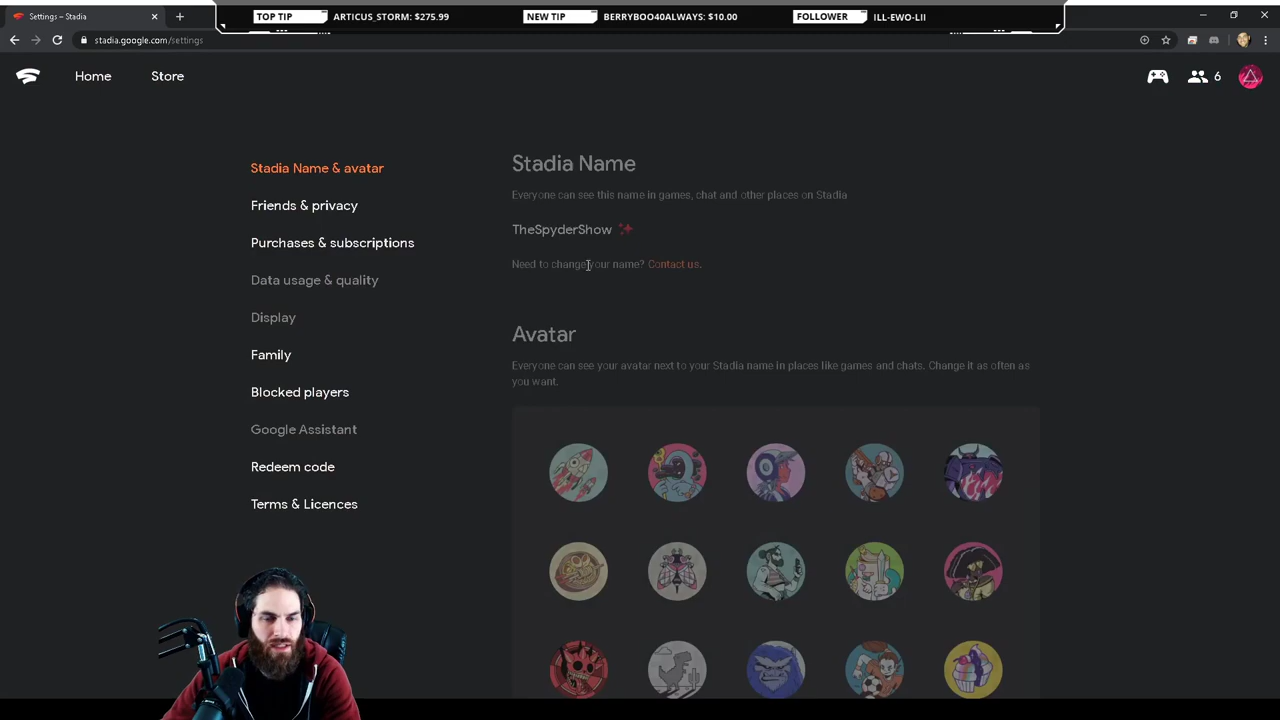 Settings – Stadia
TOP TIP ARTICUS_STORM: $275.99 NEW TIP BERRYBOO40ALWAYS: $10.00 FOLLOWER ILL-EWO-LII
stadia.google.com/settings
Home Store 6
Stadia Name & avatar
Friends & privacy
Purchases & subscriptions
Data usage & quality
Display
Family
Blocked players
Google Assistant
Redeem code
Terms & Licences
Stadia Name
Everyone can see this name in games, chat and other places on Stadia
TheSpyderShow
Need to change your name? Contact us.
Avatar
Everyone can see your avatar next to your Stadia name in places like games and chats. Change it as often as
you want.